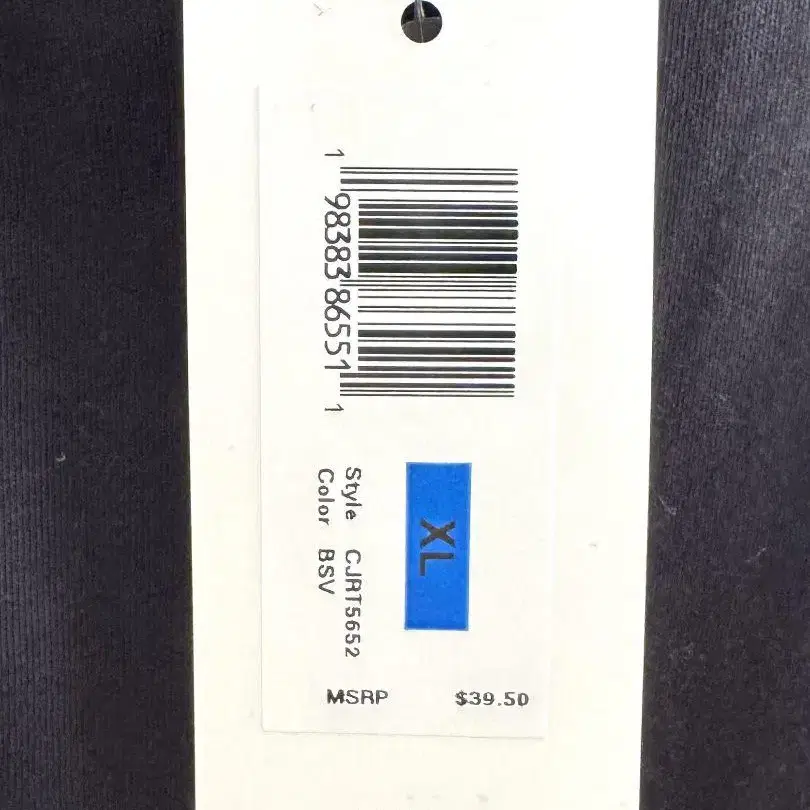 1 98383 86551 1
XL
Style CJRT5652
Color BSV
MSRP $39.50